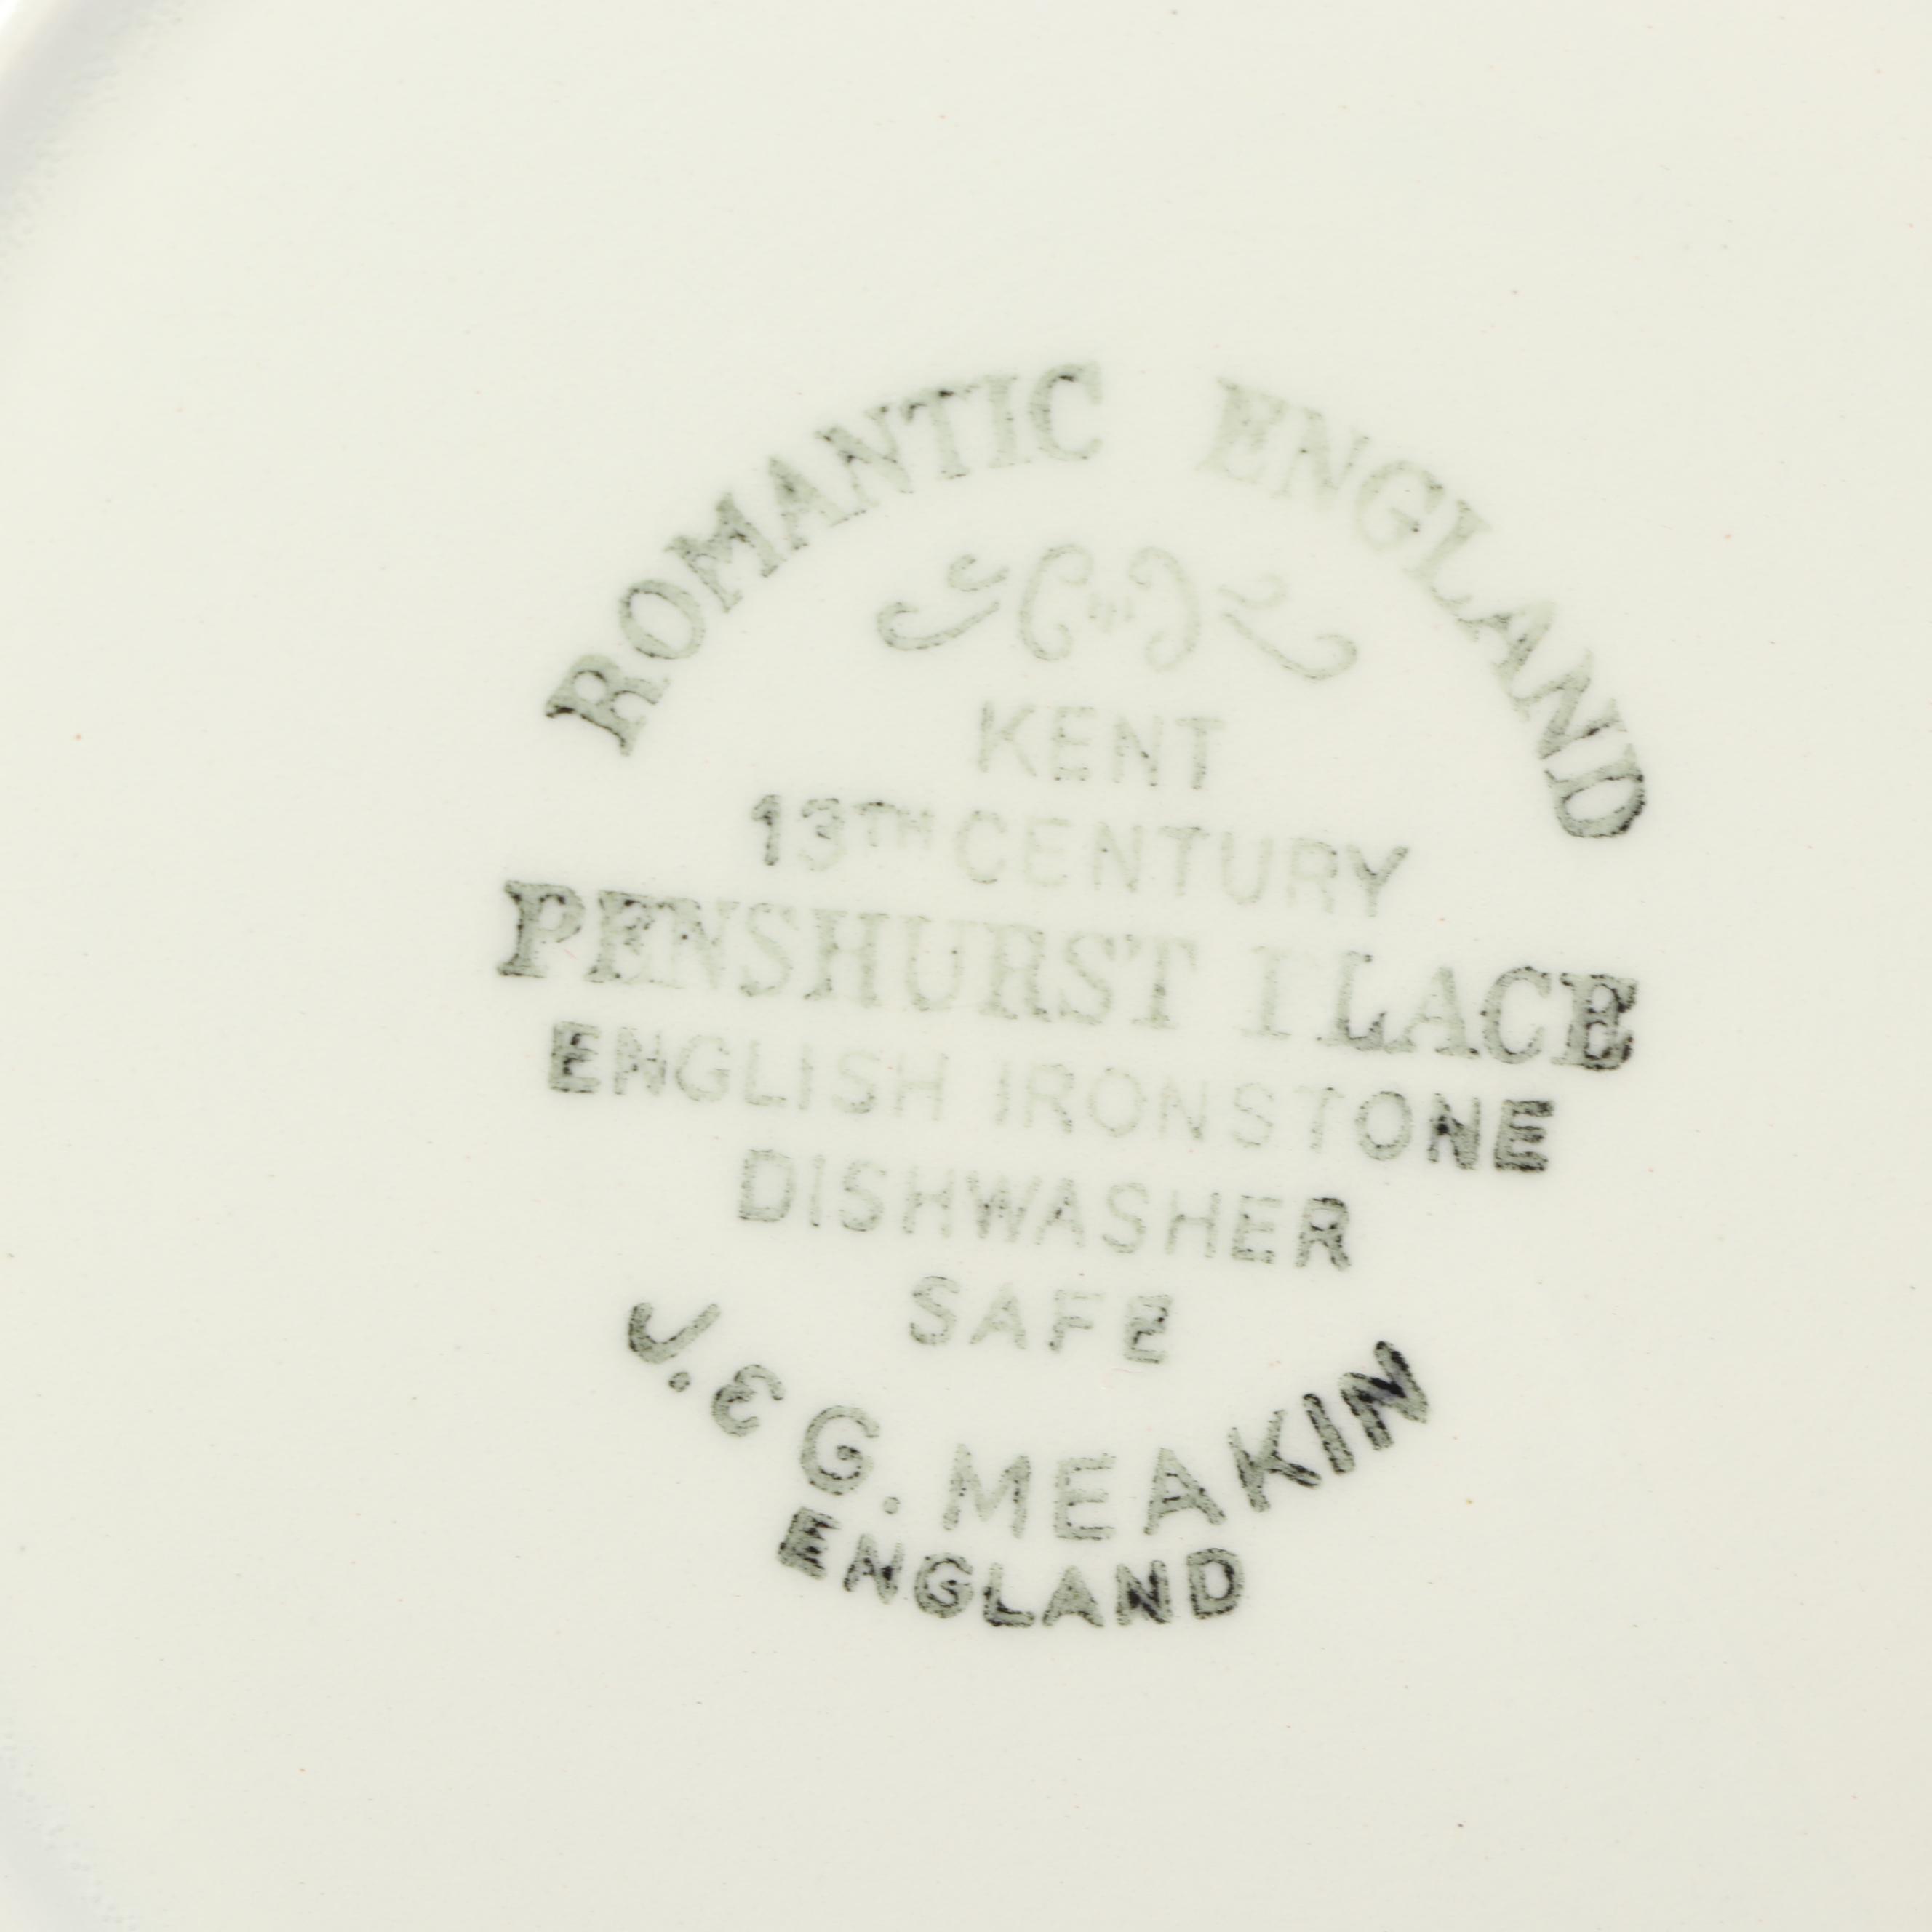 ROMANTIC ENGLAND
KENT
13TH CENTURY
PENSHURST PLACE
ENGLISH IRONSTONE
DISHWASHER
SAFE
J. & G. MEAKIN
ENGLAND